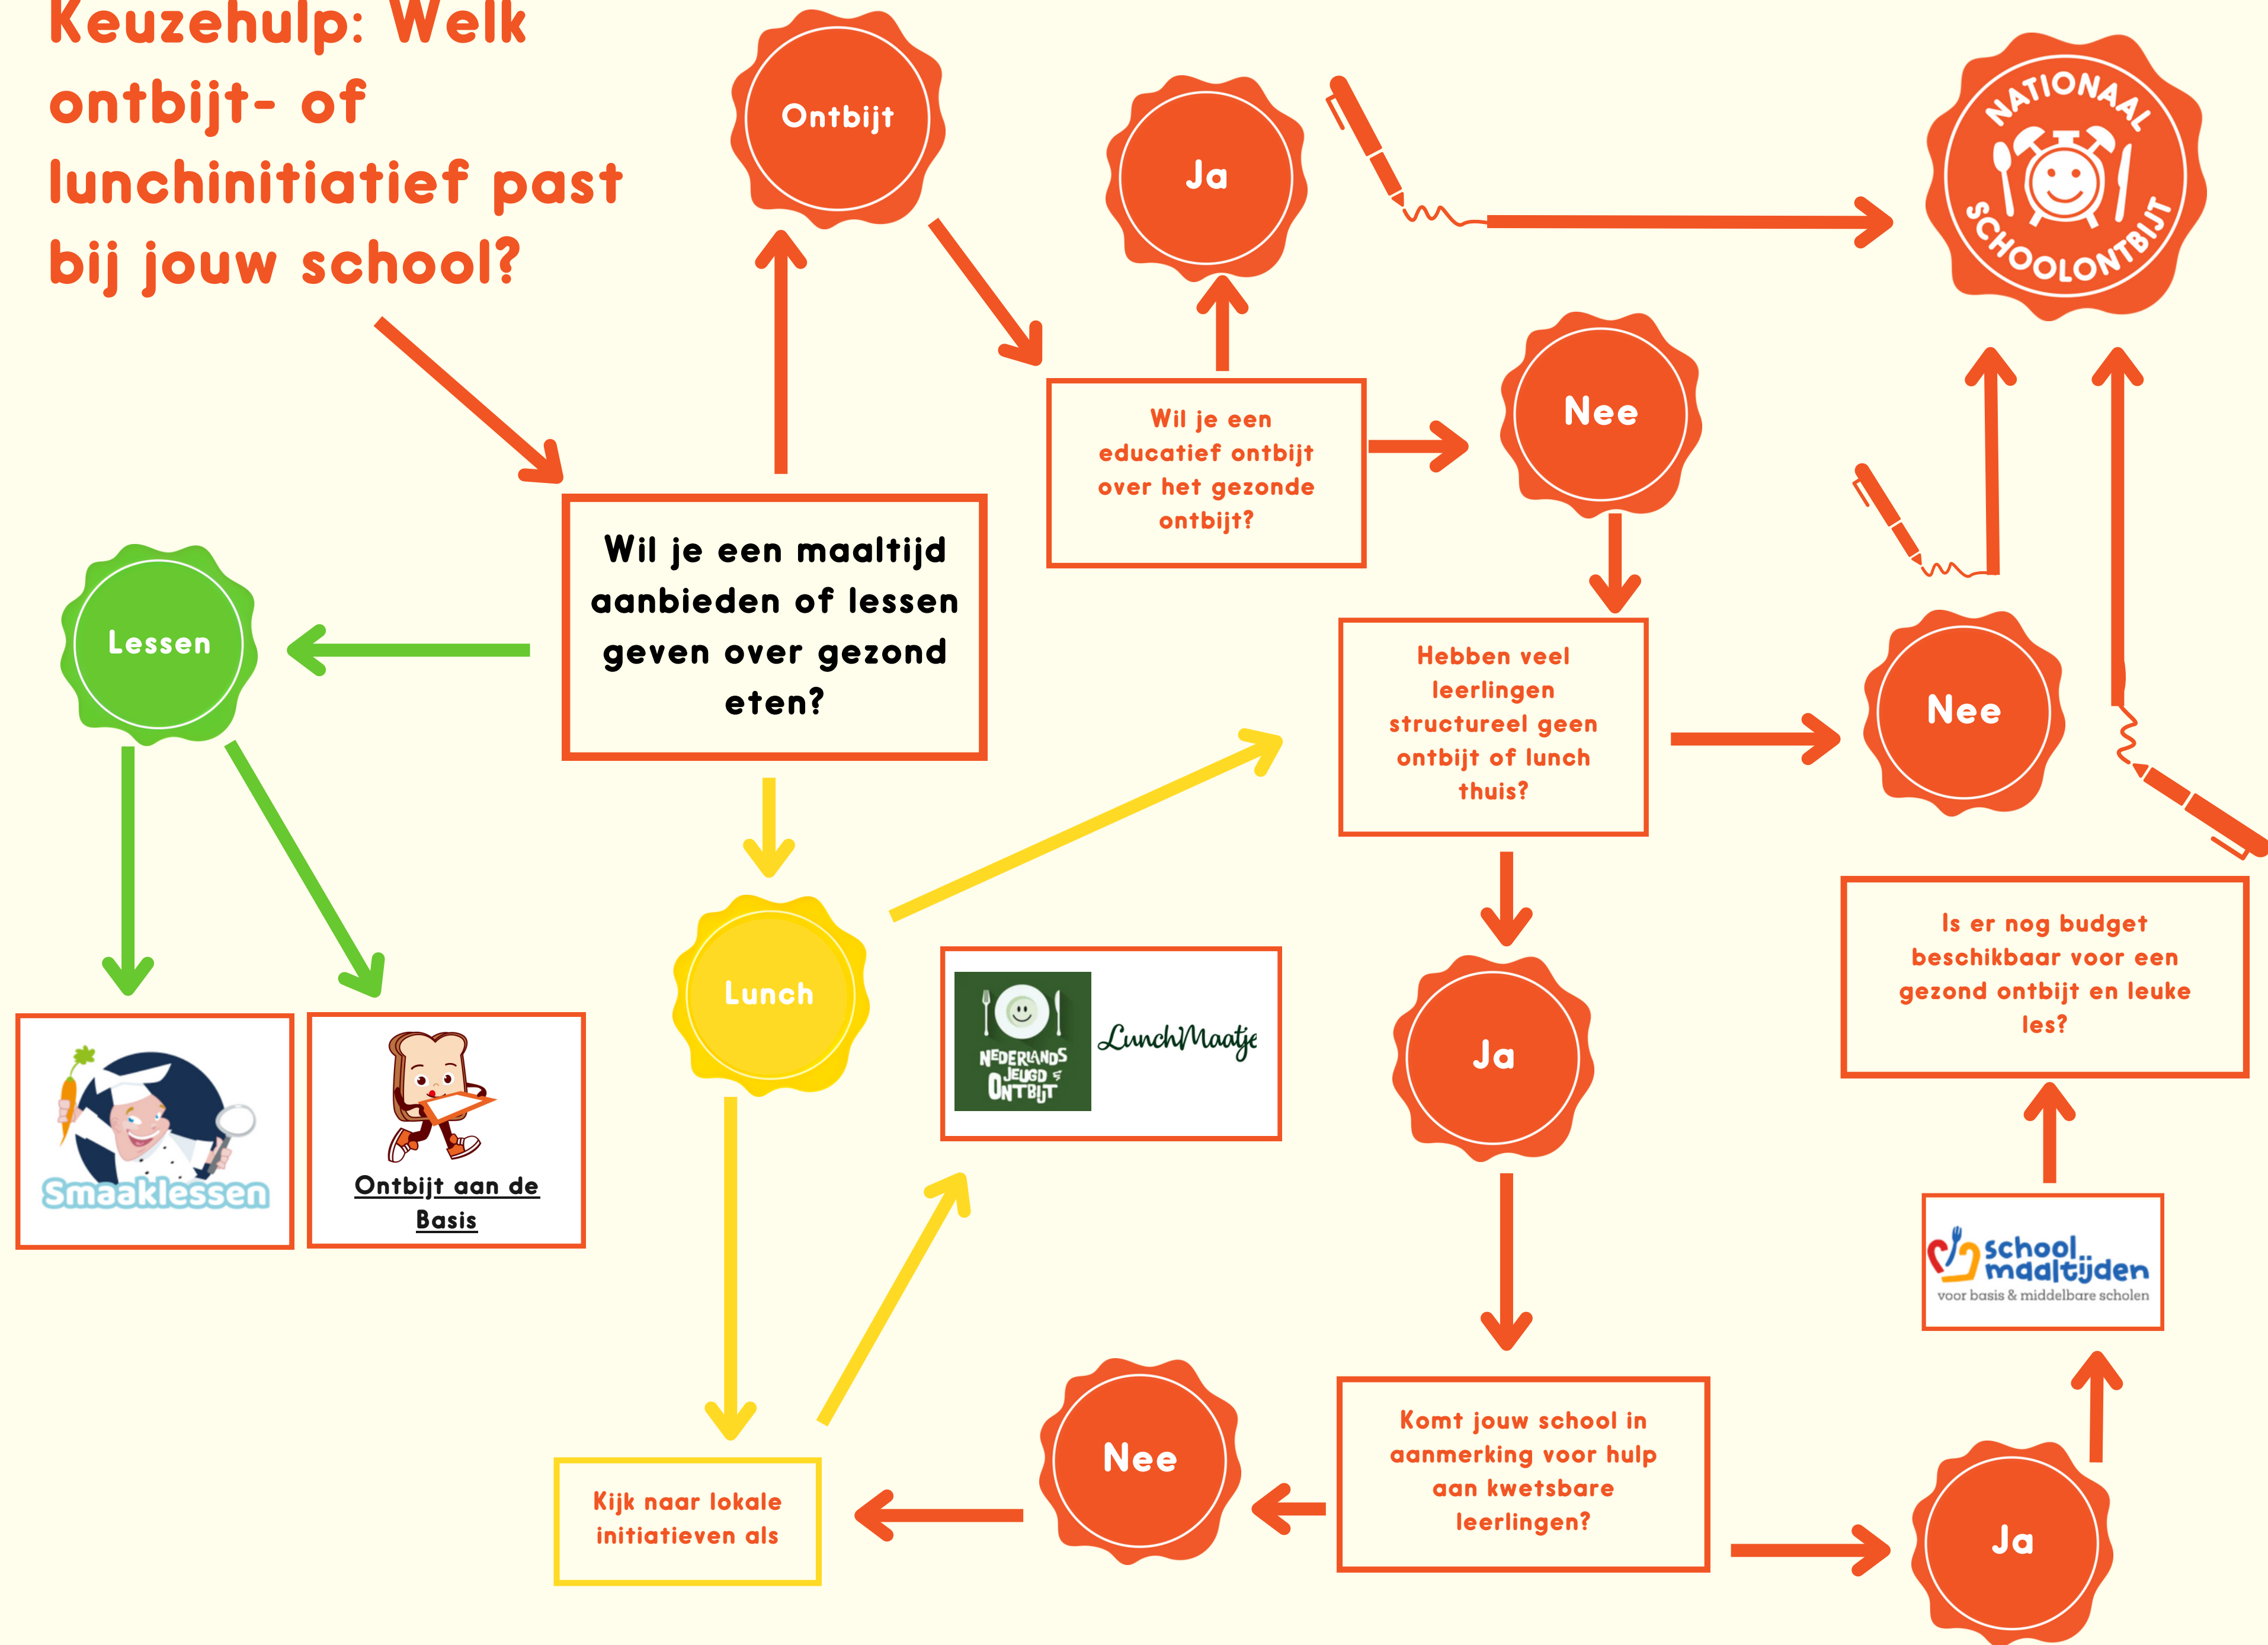 Keuzehulp: Welk
ontbijt- of
lunchinitiatief past
bij jouw school?
Ontbijt
Ja
NATIONAAL
SCHOOLONTBIJT
Wil je een
educatief ontbijt
over het gezonde
ontbijt?
Nee
Wil je een maaltijd
aanbieden of lessen
geven over gezond
eten?
Lessen
Hebben veel
leerlingen
structureel geen
ontbijt of lunch
thuis?
Nee
Lunch
NEDERLANDS
JEUGD
ONTBIJT
LunchMaatje
Ja
Is er nog budget
beschikbaar voor een
gezond ontbijt en leuke
les?
Smaaklessen
Ontbijt aan de
Basis
school
maaltijden
voor basis & middelbare scholen
Kijk naar lokale
initiatieven als
Nee
Komt jouw school in
aanmerking voor hulp
aan kwetsbare
leerlingen?
Ja